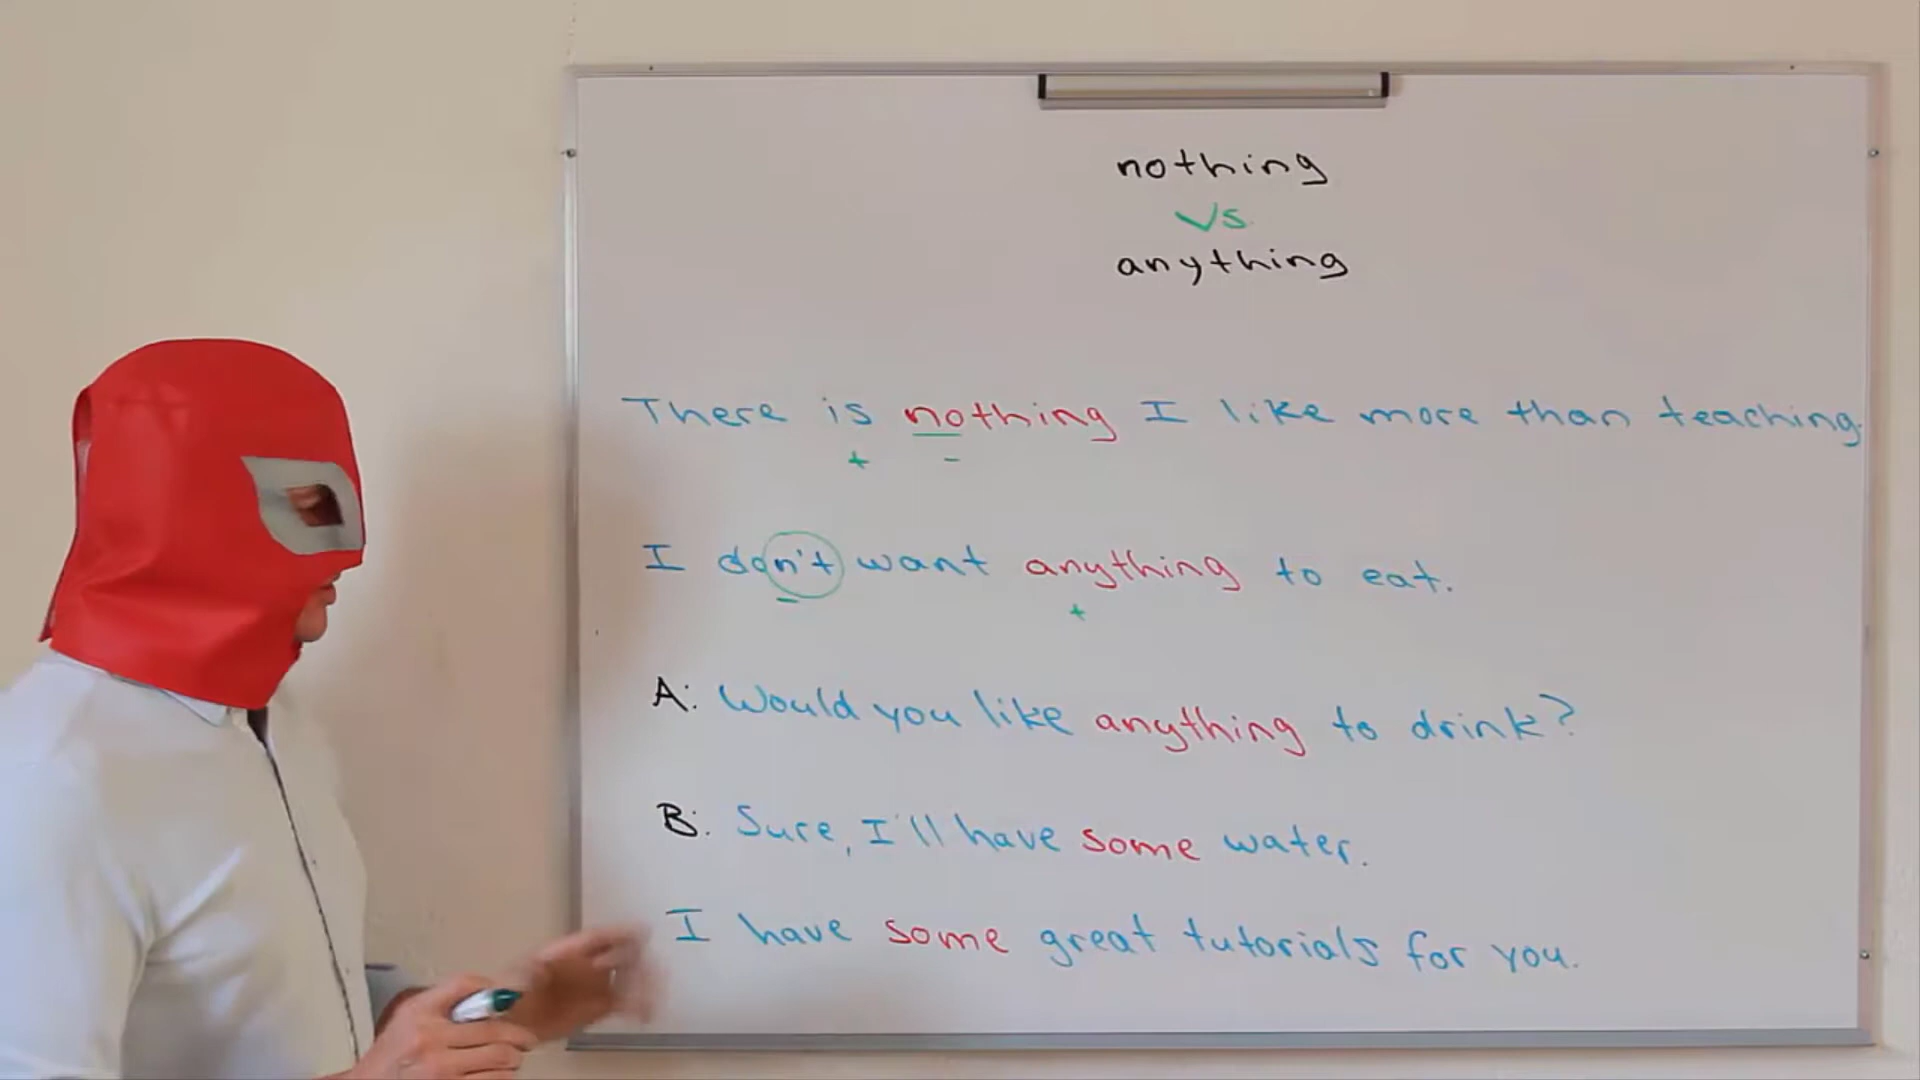 nothing
vs.
anything
There is nothing I like more than teaching.
+ -
I don't want anything to eat.
- +
A: Would you like anything to drink?
B: Sure, I'll have some water.
I have some great tutorials for you.